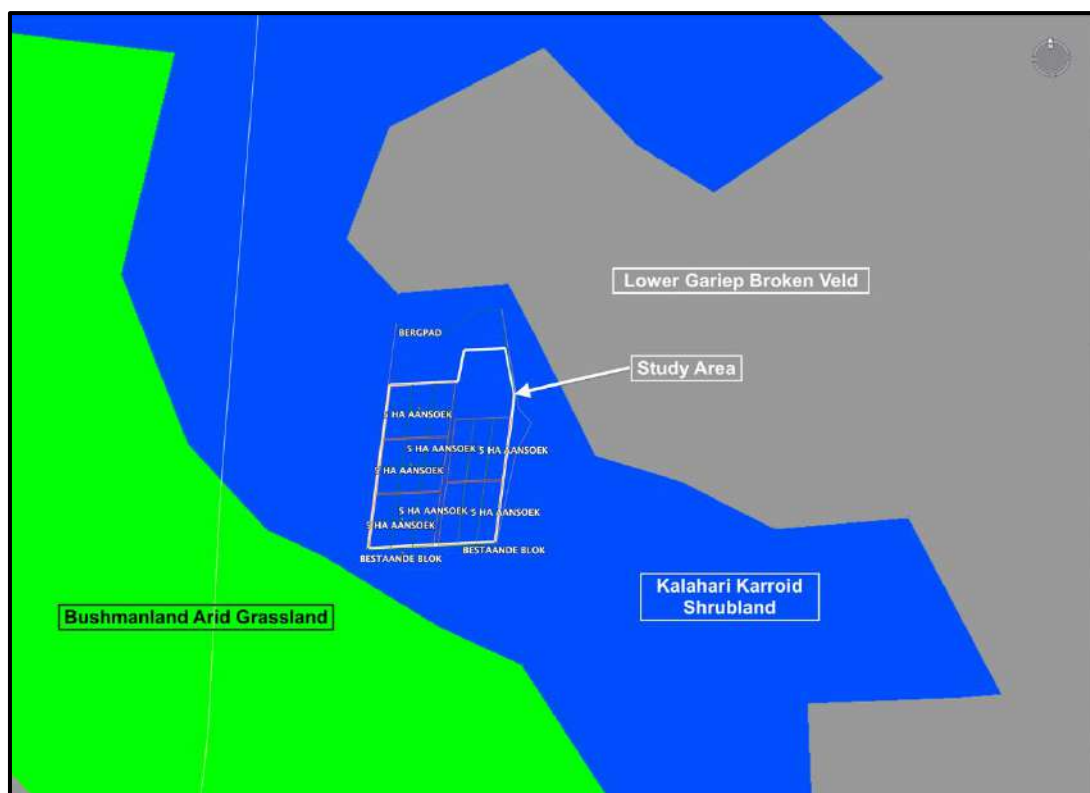 Lower Gariep Broken Veld
BERGPAD
Study Area
5 HA AANSOEK
5 HA AANSOEK
5 HA AANSOEK
5 HA AANSOEK
5 HA AANSOEK
5 HA AANSOEK
5 HA AANSOEK
BESTAANDE BLOK
BESTAANDE BLOK
Kalahari Karroid
Shrubland
Bushmanland Arid Grassland